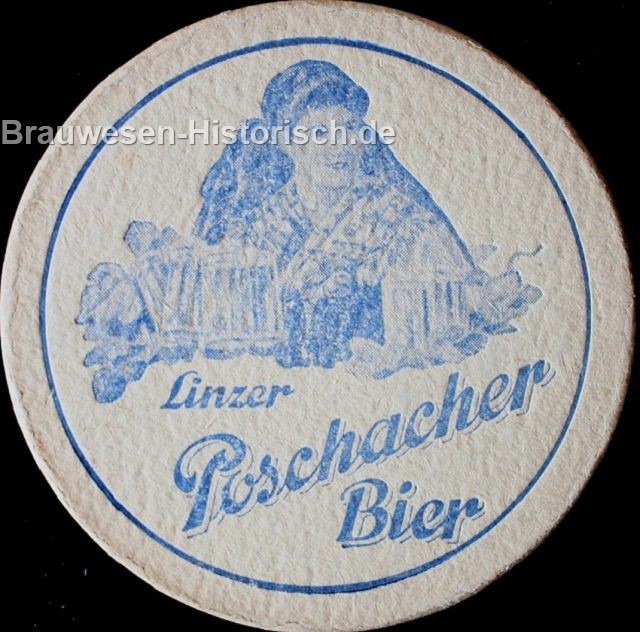 Brauwesen-Historisch.de
Linzer
Poschacher
Bier